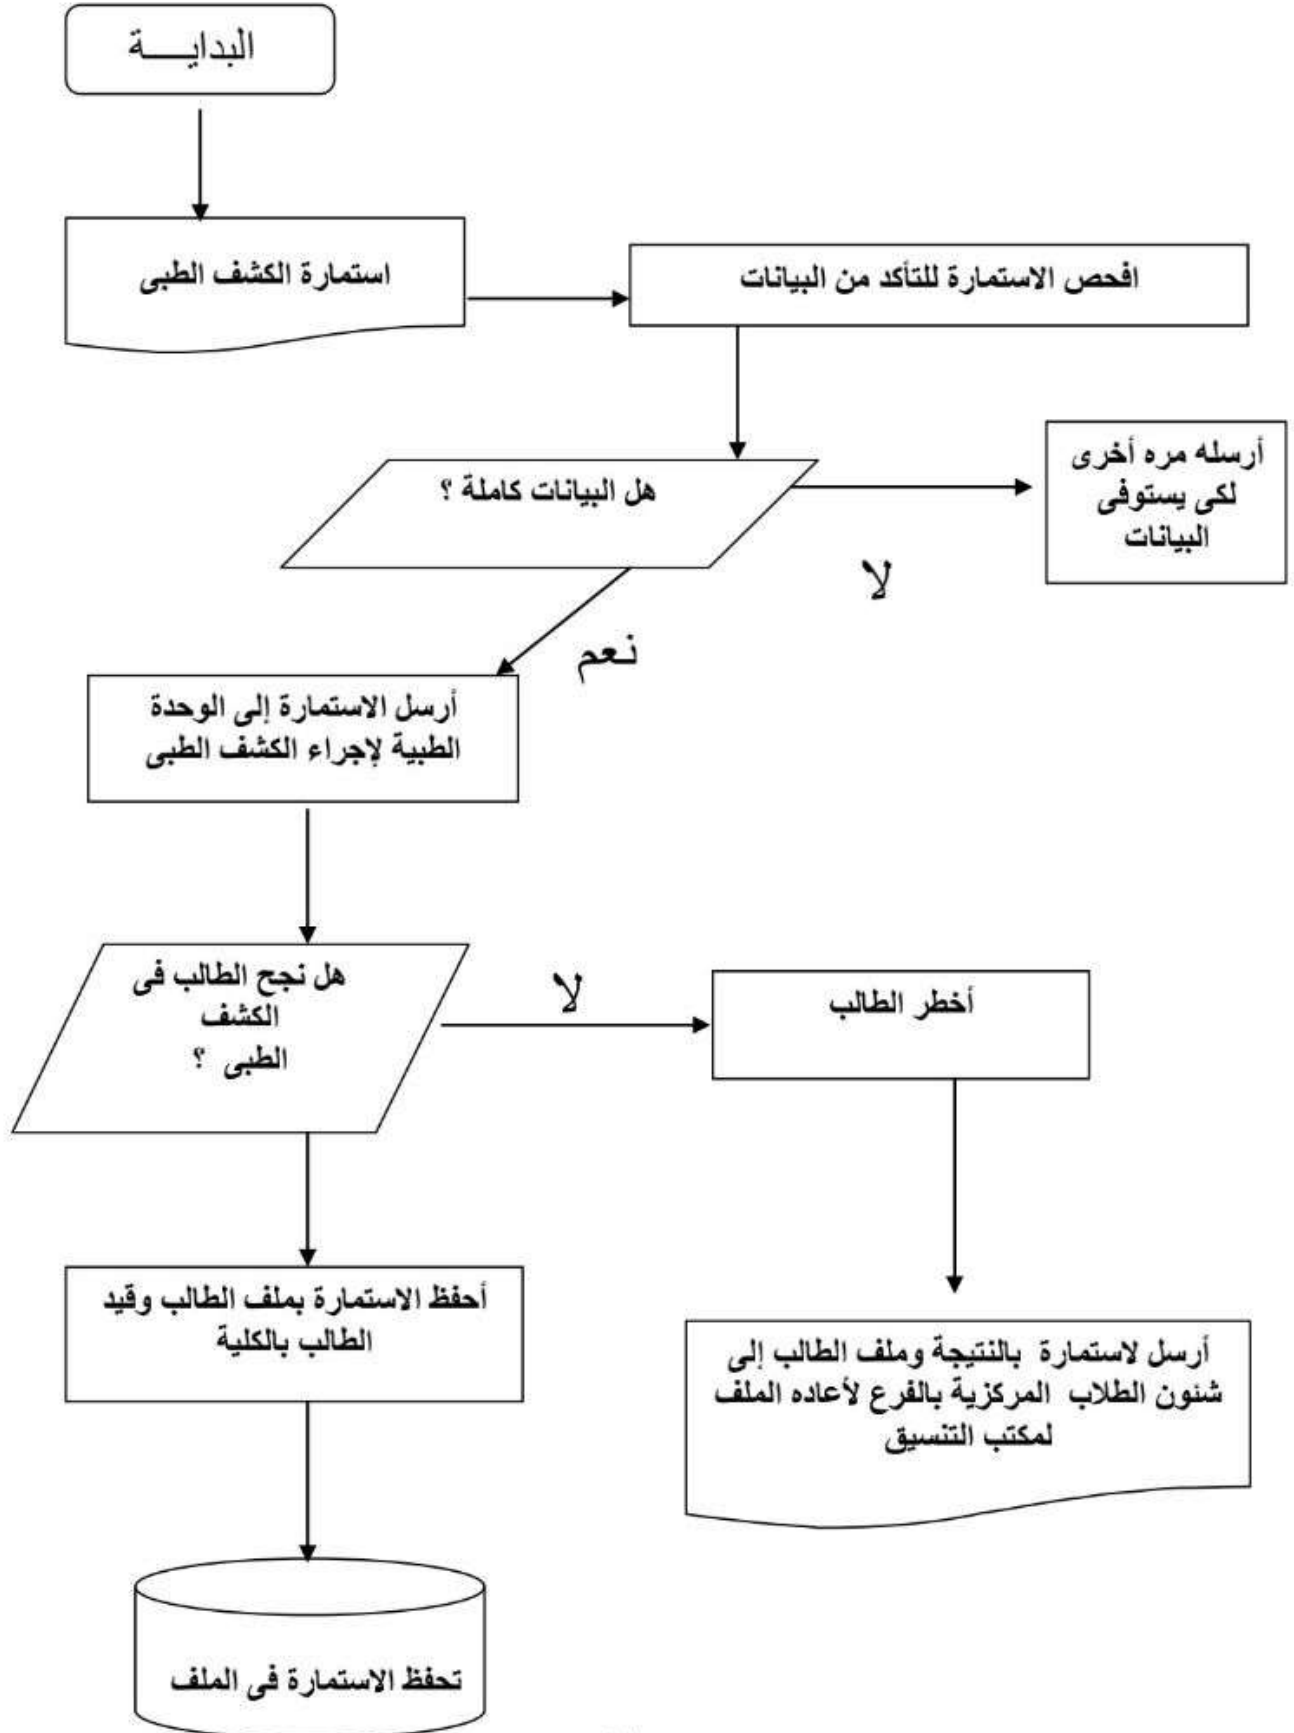 البدايـــــة
استمارة الكشف الطبى
افحص الاستمارة للتأكد من البيانات
هل البيانات كاملة ؟
أرسله مره أخرى
لكى يستوفى
البيانات
لا
نعم
أرسل الاستمارة إلى الوحدة
الطبية لإجراء الكشف الطبى
هل نجح الطالب فى
الكشف
الطبى ؟
لا
أخطر الطالب
أحفظ الاستمارة بملف الطالب وقيد
الطالب بالكلية
أرسل لاستمارة بالنتيجة وملف الطالب إلى
شئون الطلاب المركزية بالفرع لأعاده الملف
لمكتب التنسيق
تحفظ الاستمارة فى الملف